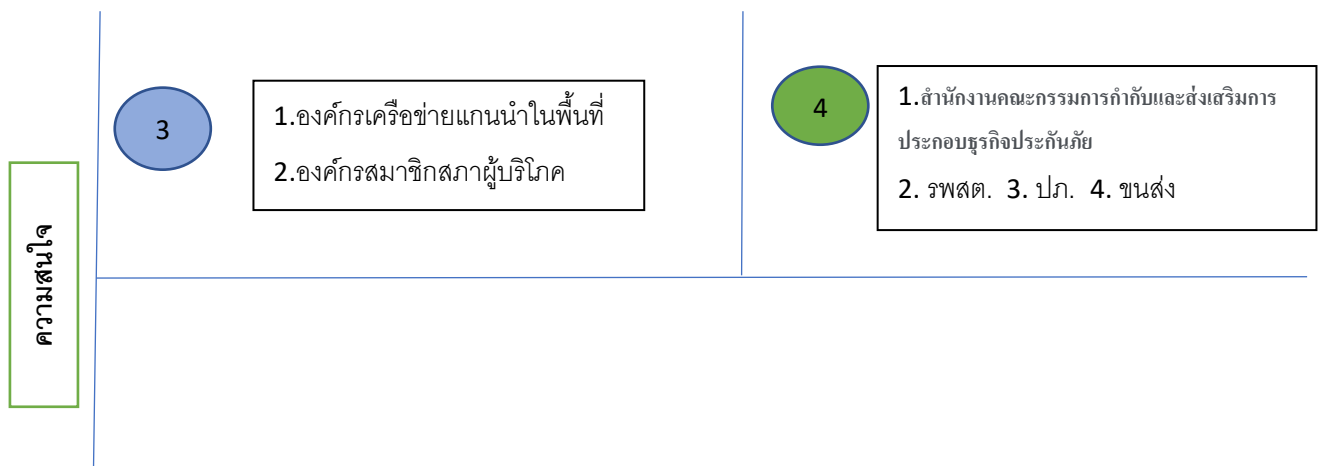 3
1.องค์กรเครือข่ายแกนนำในพื้นที่
2.องค์กรสมาชิกสภาผู้บริโภค
4
1.สำนักงานคณะกรรมการกำกับและส่งเสริมการ
ประกอบธุรกิจประกันภัย
2. รพสต. 3. ปภ. 4. ขนส่ง
ความสนใจ